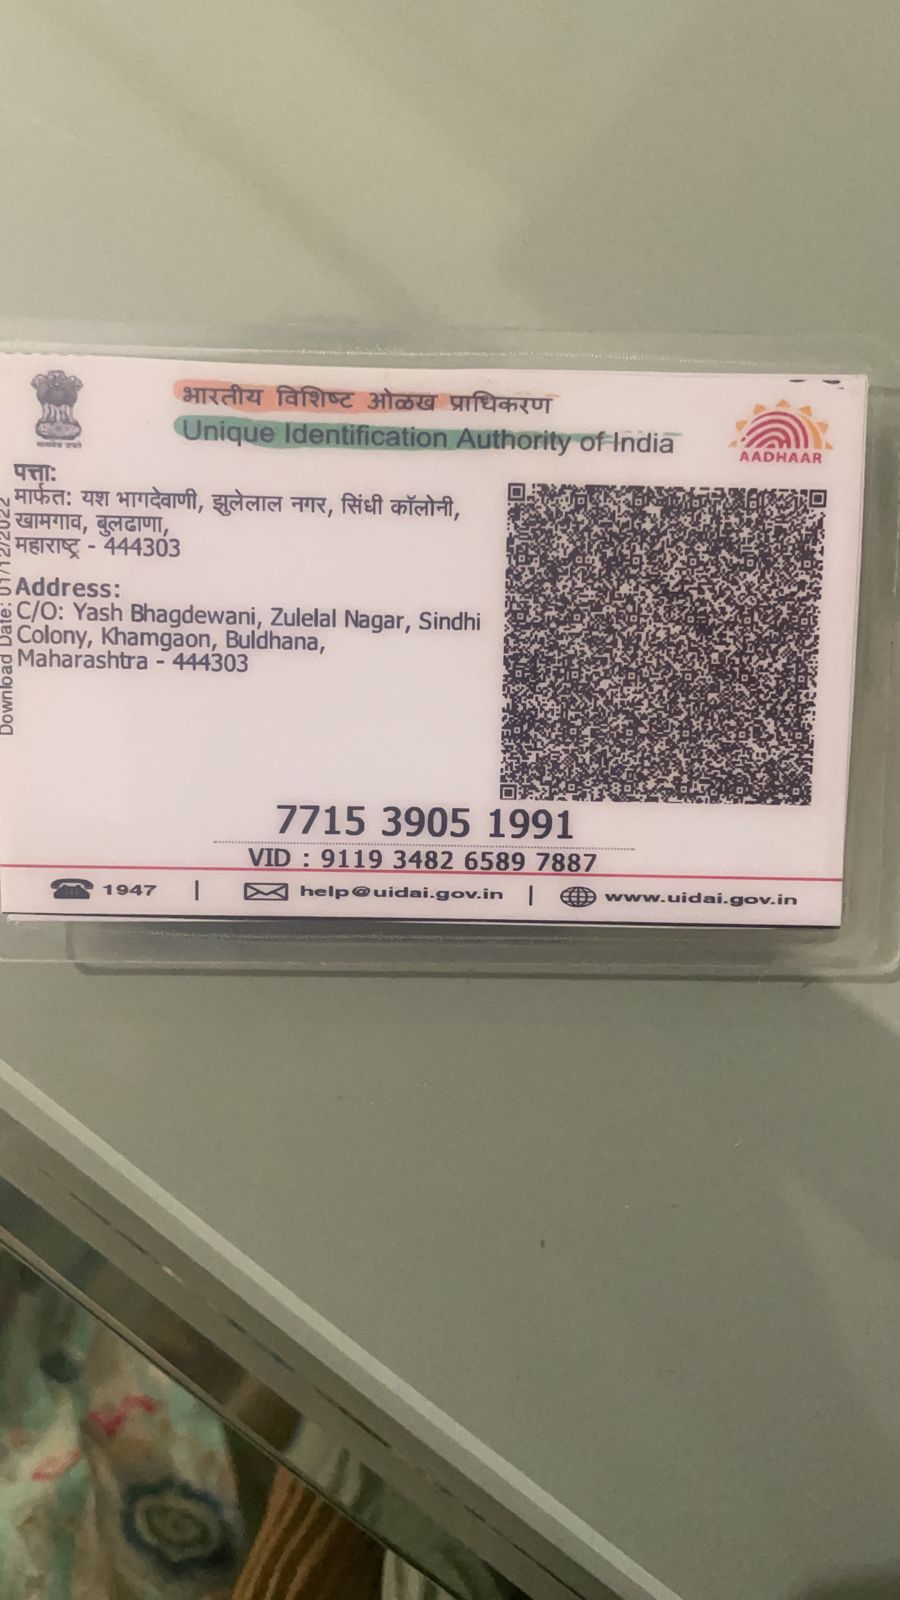 भारतीय विशिष्ट ओळख प्राधिकरण
Unique Identification Authority of India
AADHAAR
पत्ता:
मार्फत: यश भागदेवाणी, झुलेलाल नगर, सिंधी कॉलोनी,
खामगाव, बुलढाणा,
महाराष्ट्र - 444303
Address:
C/O: Yash Bhagdewani, Zulelal Nagar, Sindhi
Colony, Khamgaon, Buldhana,
Maharashtra - 444303
Download Date: 01/12/2022
7715 3905 1991
VID : 9119 3482 6589 7887
1947 | help@uidai.gov.in | www.uidai.gov.in